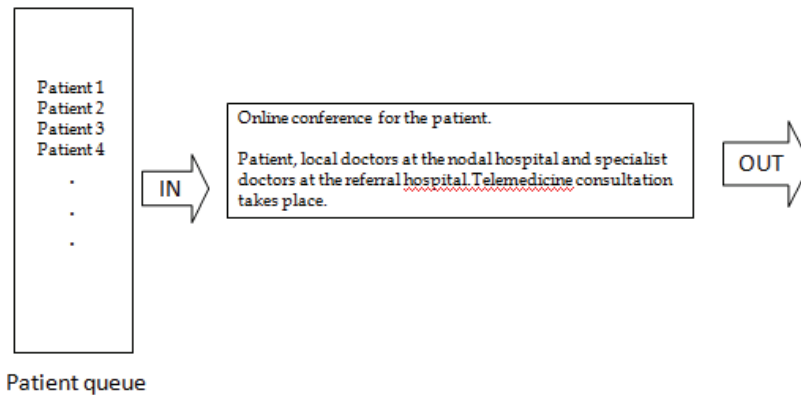 Patient 1
Patient 2
Patient 3
Patient 4
.
.
.
Patient queue
IN
Online conference for the patient.
Patient, local doctors at the nodal hospital and specialist
doctors at the referral hospital.Telemedicine consultation
takes place.
OUT